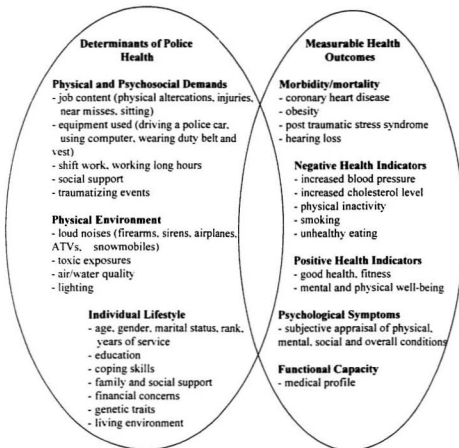 Determinants of Police
Health
Physical and Psychosocial Demands
- job content (physical altercations, injuries,
near misses, sitting)
- equipment used (driving a police car,
using computer, wearing duty belt and
vest)
- shift work, working long hours
- social support
- traumatizing events
Physical Environment
- loud noises (firearms, sirens, airplanes,
ATVs, snowmobiles)
- toxic exposures
- air/water quality
- lighting
Individual Lifestyle
- age, gender, marital status, rank,
years of service
- education
- coping skills
- family and social support
- financial concerns
- genetic traits
- living environment
Measurable Health
Outcomes
Morbidity/mortality
- coronary heart disease
- obesity
- post traumatic stress syndrome
- hearing loss
Negative Health Indicators
- increased blood pressure
- increased cholesterol level
- physical inactivity
- smoking
- unhealthy eating
Positive Health Indicators
- good health, fitness
- mental and physical well-being
Psychological Symptoms
- subjective appraisal of physical,
mental, social and overall conditions
Functional Capacity
- medical profile